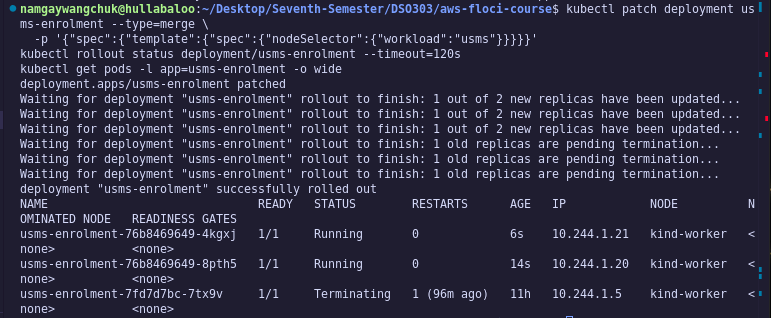 namgaywangchuk@hullabaloo:~/Desktop/Seventh-Semester/DSO303/aws-floci-course$ kubectl patch deployment us
ms-enrolment --type=merge \
  -p '{"spec":{"template":{"spec":{"nodeSelector":{"workload":"usms"}}}}}'
kubectl rollout status deployment/usms-enrolment --timeout=120s
kubectl get pods -l app=usms-enrolment -o wide
deployment.apps/usms-enrolment patched
Waiting for deployment "usms-enrolment" rollout to finish: 1 out of 2 new replicas have been updated...
Waiting for deployment "usms-enrolment" rollout to finish: 1 out of 2 new replicas have been updated...
Waiting for deployment "usms-enrolment" rollout to finish: 1 out of 2 new replicas have been updated...
Waiting for deployment "usms-enrolment" rollout to finish: 1 old replicas are pending termination...
Waiting for deployment "usms-enrolment" rollout to finish: 1 old replicas are pending termination...
Waiting for deployment "usms-enrolment" rollout to finish: 1 old replicas are pending termination...
deployment "usms-enrolment" successfully rolled out
NAME                              READY   STATUS        RESTARTS      AGE   IP            NODE          N
OMINATED NODE   READINESS GATES
usms-enrolment-76b8469649-4kgxj   1/1     Running       0             6s    10.244.1.21   kind-worker   <
none>           <none>
usms-enrolment-76b8469649-8pth5   1/1     Running       0             14s   10.244.1.20   kind-worker   <
none>           <none>
usms-enrolment-7fd7d7bc-7tx9v     1/1     Terminating   1 (96m ago)   11h   10.244.1.5    kind-worker   <
none>           <none>